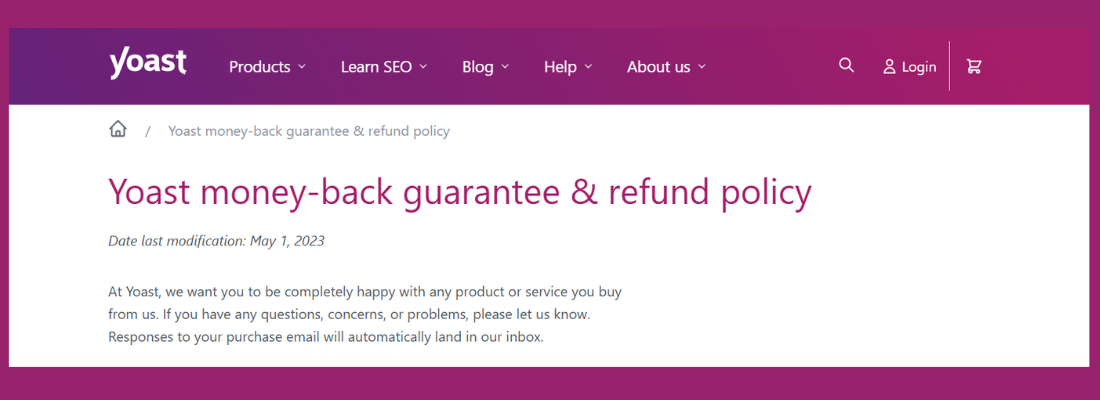 yoast Products Learn SEO Blog Help About us Login
/ Yoast money-back guarantee & refund policy
Yoast money-back guarantee & refund policy
Date last modification: May 1, 2023
At Yoast, we want you to be completely happy with any product or service you buy
from us. If you have any questions, concerns, or problems, please let us know.
Responses to your purchase email will automatically land in our inbox.